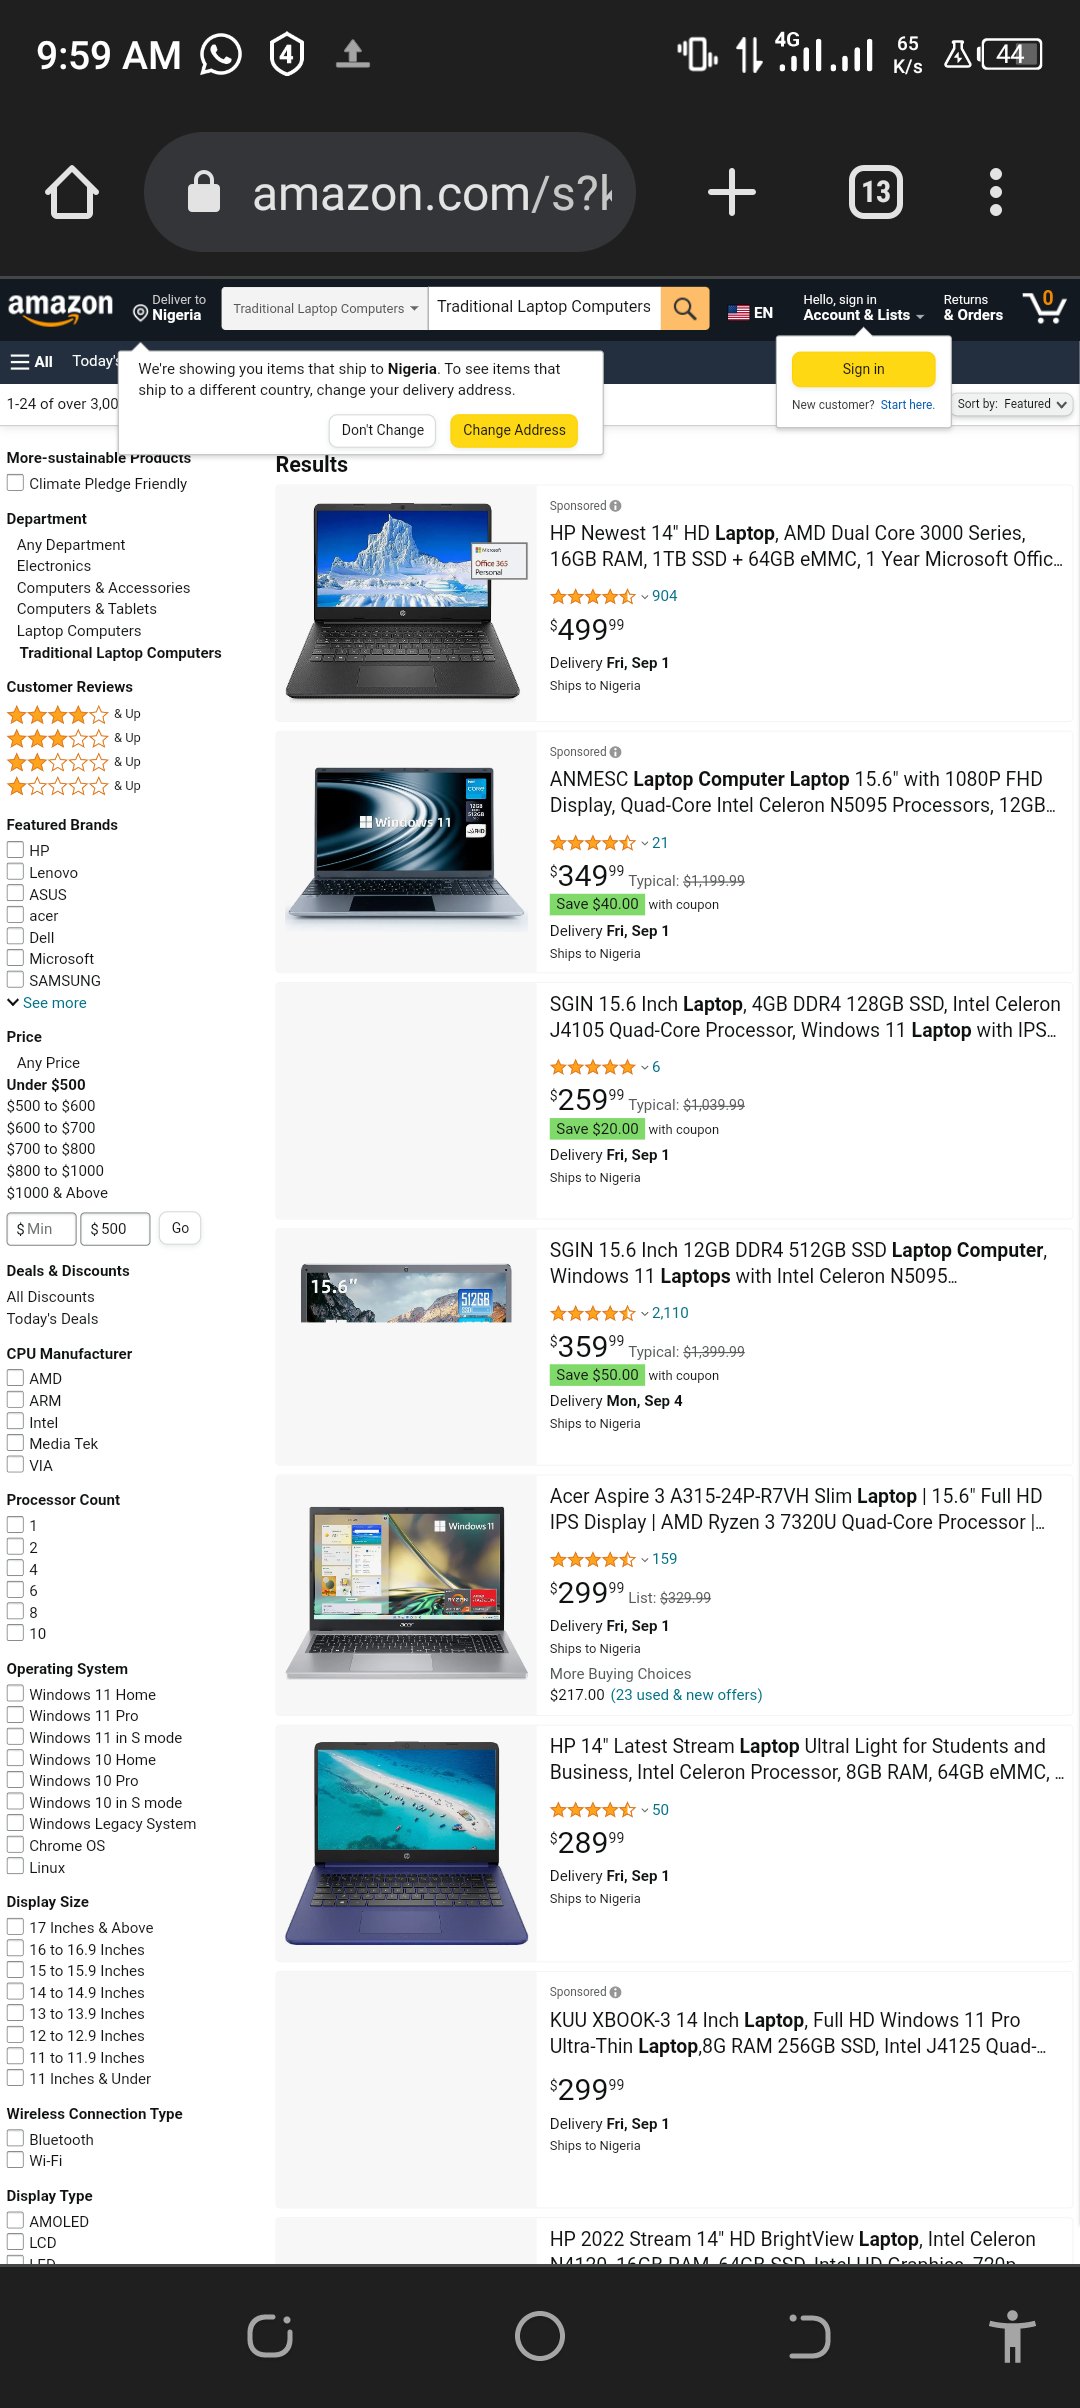 9:59 AM
4
4G
65
K/s
44
amazon.com/s?k
13
amazon
Deliver to
Nigeria
Traditional Laptop Computers
Traditional Laptop Computers
EN
Hello, sign in
Account & Lists
Returns
& Orders
0
All
Today's
We're showing you items that ship to Nigeria. To see items that
ship to a different country, change your delivery address.
Don't Change
Change Address
Sign in
New customer? Start here.
1-24 of over 3,00
Sort by: Featured
More-sustainable Products
Climate Pledge Friendly
Department
Any Department
Electronics
Computers & Accessories
Computers & Tablets
Laptop Computers
Traditional Laptop Computers
Customer Reviews
& Up
& Up
& Up
& Up
Featured Brands
HP
Lenovo
ASUS
acer
Dell
Microsoft
SAMSUNG
See more
Price
Any Price
Under $500
$500 to $600
$600 to $700
$700 to $800
$800 to $1000
$1000 & Above
$ Min
$ 500
Go
Deals & Discounts
All Discounts
Today's Deals
CPU Manufacturer
AMD
ARM
Intel
Media Tek
VIA
Processor Count
1
2
4
6
8
10
Operating System
Windows 11 Home
Windows 11 Pro
Windows 11 in S mode
Windows 10 Home
Windows 10 Pro
Windows 10 in S mode
Windows Legacy System
Chrome OS
Linux
Display Size
17 Inches & Above
16 to 16.9 Inches
15 to 15.9 Inches
14 to 14.9 Inches
13 to 13.9 Inches
12 to 12.9 Inches
11 to 11.9 Inches
11 Inches & Under
Wireless Connection Type
Bluetooth
Wi-Fi
Display Type
AMOLED
LCD
LED
Results
Microsoft
Office 365
Personal
hp
Sponsored
HP Newest 14" HD Laptop, AMD Dual Core 3000 Series,
16GB RAM, 1TB SSD + 64GB eMMC, 1 Year Microsoft Offic...
904
$499.99
Delivery Fri, Sep 1
Ships to Nigeria
Windows 11
core
12GB
512GB
FHD
Sponsored
ANMESC Laptop Computer Laptop 15.6" with 1080P FHD
Display, Quad-Core Intel Celeron N5095 Processors, 12GB...
21
$349.99 Typical: $1,199.99
Save $40.00 with coupon
Delivery Fri, Sep 1
Ships to Nigeria
SGIN 15.6 Inch Laptop, 4GB DDR4 128GB SSD, Intel Celeron
J4105 Quad-Core Processor, Windows 11 Laptop with IPS...
6
$259.99 Typical: $1,039.99
Save $20.00 with coupon
Delivery Fri, Sep 1
Ships to Nigeria
15.6"
512GB
SGIN 15.6 Inch 12GB DDR4 512GB SSD Laptop Computer,
Windows 11 Laptops with Intel Celeron N5095...
2,110
$359.99 Typical: $1,399.99
Save $50.00 with coupon
Delivery Mon, Sep 4
Ships to Nigeria
Windows 11
RYZEN
RADEON
acer
Acer Aspire 3 A315-24P-R7VH Slim Laptop | 15.6" Full HD
IPS Display | AMD Ryzen 3 7320U Quad-Core Processor |...
159
$299.99 List: $329.99
Delivery Fri, Sep 1
Ships to Nigeria
More Buying Choices
$217.00 (23 used & new offers)
hp
HP 14" Latest Stream Laptop Ultral Light for Students and
Business, Intel Celeron Processor, 8GB RAM, 64GB eMMC, ...
50
$289.99
Delivery Fri, Sep 1
Ships to Nigeria
Sponsored
KUU XBOOK-3 14 Inch Laptop, Full HD Windows 11 Pro
Ultra-Thin Laptop,8G RAM 256GB SSD, Intel J4125 Quad-...
$299.99
Delivery Fri, Sep 1
Ships to Nigeria
HP 2022 Stream 14" HD BrightView Laptop, Intel Celeron
N4120, 16GB RAM, 64GB SSD, Intel UHD Graphics, 720p